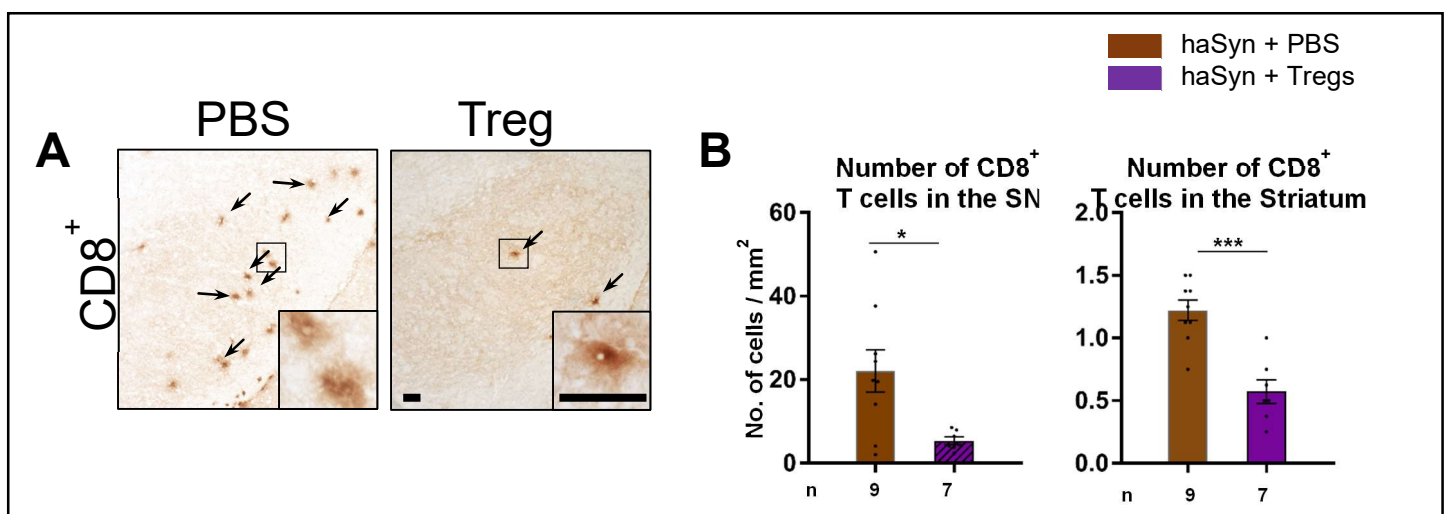 haSyn + PBS
haSyn + Tregs
A
PBS
Treg
CD8⁺
B
Number of CD8⁺
T cells in the SN
No. of cells / mm²
60
40
20
0
*
n
9
7
Number of CD8⁺
T cells in the Striatum
2.0
1.5
1.0
0.5
0.0
***
n
9
7